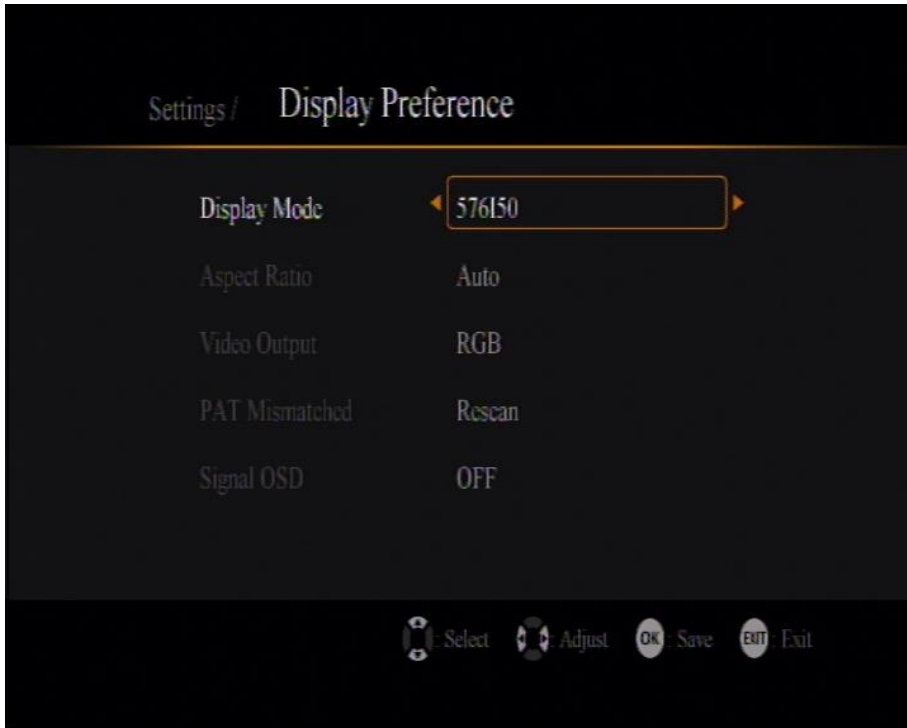 Settings / Display Preference
Display Mode 576I50
Aspect Ratio Auto
Video Output RGB
PAT Mismatched Rescan
Signal OSD OFF
: Select : Adjust OK : Save EXIT : Exit